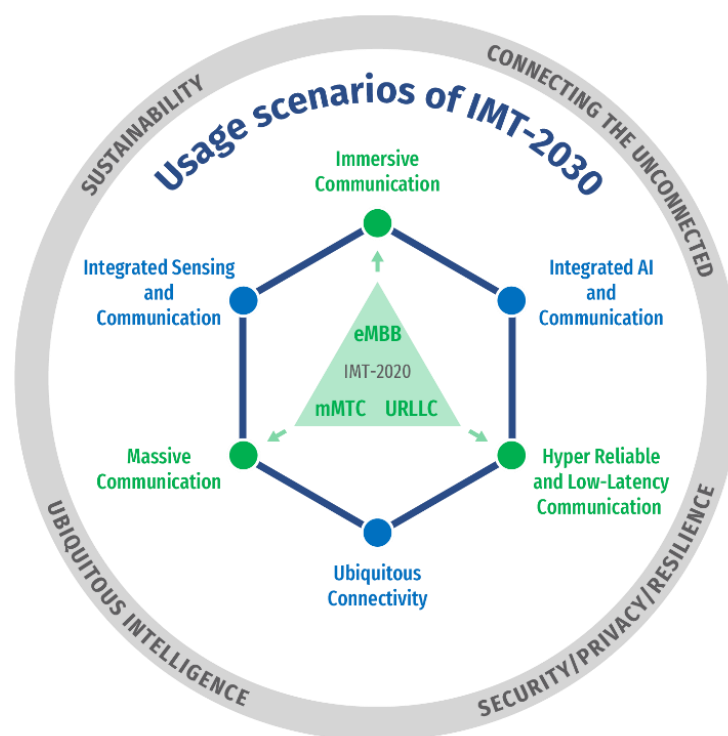 SUSTAINABILITY
CONNECTING THE UNCONNECTED
Usage scenarios of IMT-2030
Immersive
Communication
Integrated Sensing
and
Communication
Integrated AI
and
Communication
eMBB
IMT-2020
mMTC URLLC
Massive
Communication
Hyper Reliable
and Low-Latency
Communication
Ubiquitous
Connectivity
UBIQUITOUS INTELLIGENCE
SECURITY/PRIVACY/RESILIENCE